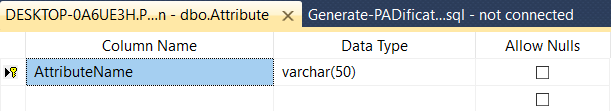 DESKTOP-0A6UE3H.P...n - dbo.Attribute Generate-PADificat...sql - not connected
Column Name Data Type Allow Nulls
AttributeName varchar(50)